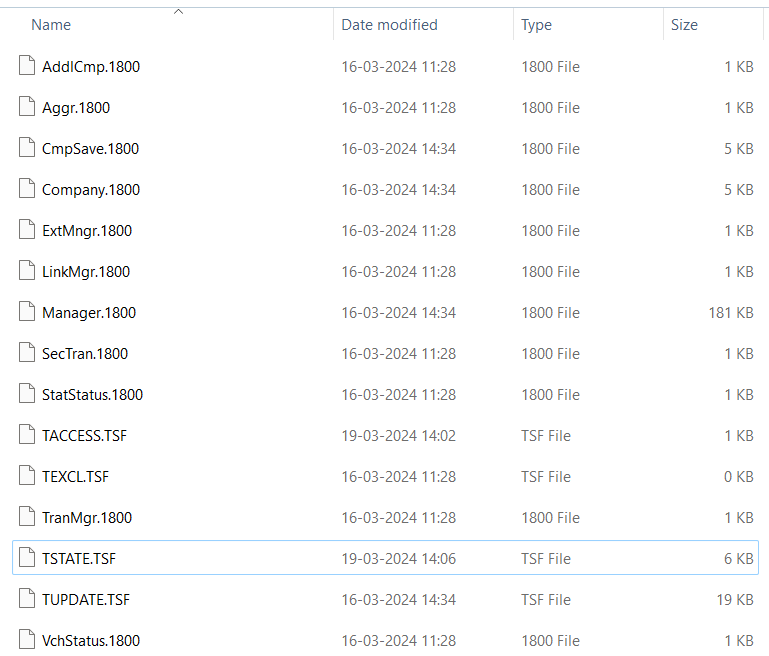 Name Date modified Type Size
AddlCmp.1800 16-03-2024 11:28 1800 File 1 KB
Aggr.1800 16-03-2024 11:28 1800 File 1 KB
CmpSave.1800 16-03-2024 14:34 1800 File 5 KB
Company.1800 16-03-2024 14:34 1800 File 5 KB
ExtMngr.1800 16-03-2024 11:28 1800 File 1 KB
LinkMgr.1800 16-03-2024 11:28 1800 File 1 KB
Manager.1800 16-03-2024 14:34 1800 File 181 KB
SecTran.1800 16-03-2024 11:28 1800 File 1 KB
StatStatus.1800 16-03-2024 11:28 1800 File 1 KB
TACCESS.TSF 19-03-2024 14:02 TSF File 1 KB
TEXCL.TSF 16-03-2024 11:28 TSF File 0 KB
TranMgr.1800 16-03-2024 11:28 1800 File 1 KB
TSTATE.TSF 19-03-2024 14:06 TSF File 6 KB
TUPDATE.TSF 16-03-2024 14:34 TSF File 19 KB
VchStatus.1800 16-03-2024 11:28 1800 File 1 KB